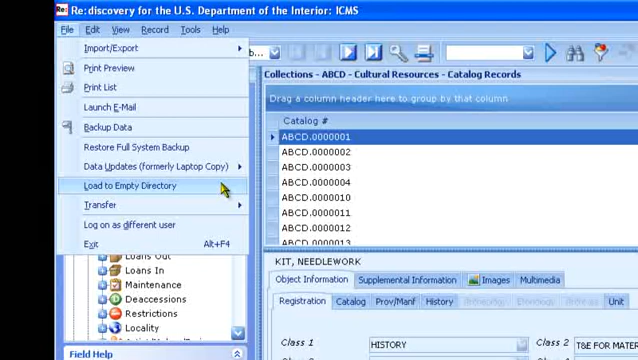 Re: Re:discovery for the U.S. Department of the Interior: ICMS
File Edit View Record Tools Help
Import/Export
Print Preview
Print List
Launch E-Mail
Backup Data
Restore Full System Backup
Data Updates (formerly Laptop Copy)
Load to Empty Directory
Transfer
Log on as different user
Exit Alt+F4
Loans Out
Loans In
Maintenance
Deaccessions
Restrictions
Locality
Field Help
b...
Collections - ABCD - Cultural Resources - Catalog Records
Drag a column header here to group by that column
Catalog #
ABCD.0000001
ABCD.0000002
ABCD.0000003
ABCD.0000004
ABCD.0000010
ABCD.0000011
ABCD.0000012
ABCD.0000013
KIT, NEEDLEWORK
Object Information Supplemental Information Images Multimedia
Registration Catalog Prov/Manf History Unit
Class 1 HISTORY Class 2 T&E FOR MATER